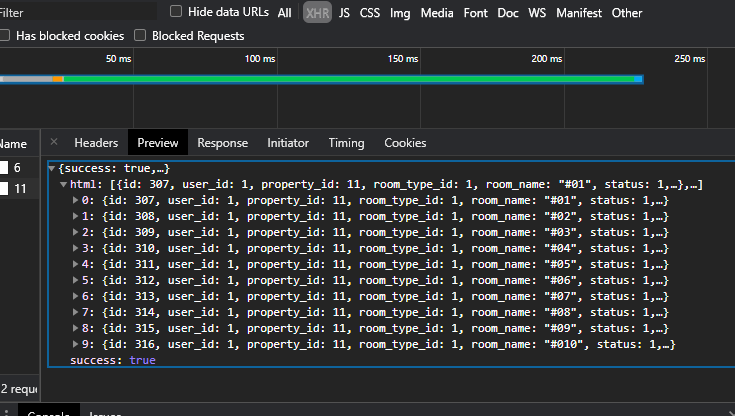 Filter
Hide data URLs
All
XHR
JS
CSS
Img
Media
Font
Doc
WS
Manifest
Other
Has blocked cookies
Blocked Requests
50 ms
100 ms
150 ms
200 ms
250 ms
Name
×
Headers
Preview
Response
Initiator
Timing
Cookies
6
11
{success: true,…}
html: [{id: 307, user_id: 1, property_id: 11, room_type_id: 1, room_name: "#01", status: 1,…},…]
0: {id: 307, user_id: 1, property_id: 11, room_type_id: 1, room_name: "#01", status: 1,…}
1: {id: 308, user_id: 1, property_id: 11, room_type_id: 1, room_name: "#02", status: 1,…}
2: {id: 309, user_id: 1, property_id: 11, room_type_id: 1, room_name: "#03", status: 1,…}
3: {id: 310, user_id: 1, property_id: 11, room_type_id: 1, room_name: "#04", status: 1,…}
4: {id: 311, user_id: 1, property_id: 11, room_type_id: 1, room_name: "#05", status: 1,…}
5: {id: 312, user_id: 1, property_id: 11, room_type_id: 1, room_name: "#06", status: 1,…}
6: {id: 313, user_id: 1, property_id: 11, room_type_id: 1, room_name: "#07", status: 1,…}
7: {id: 314, user_id: 1, property_id: 11, room_type_id: 1, room_name: "#08", status: 1,…}
8: {id: 315, user_id: 1, property_id: 11, room_type_id: 1, room_name: "#09", status: 1,…}
9: {id: 316, user_id: 1, property_id: 11, room_type_id: 1, room_name: "#010", status: 1,…}
success: true
2 requ
Console
Issues